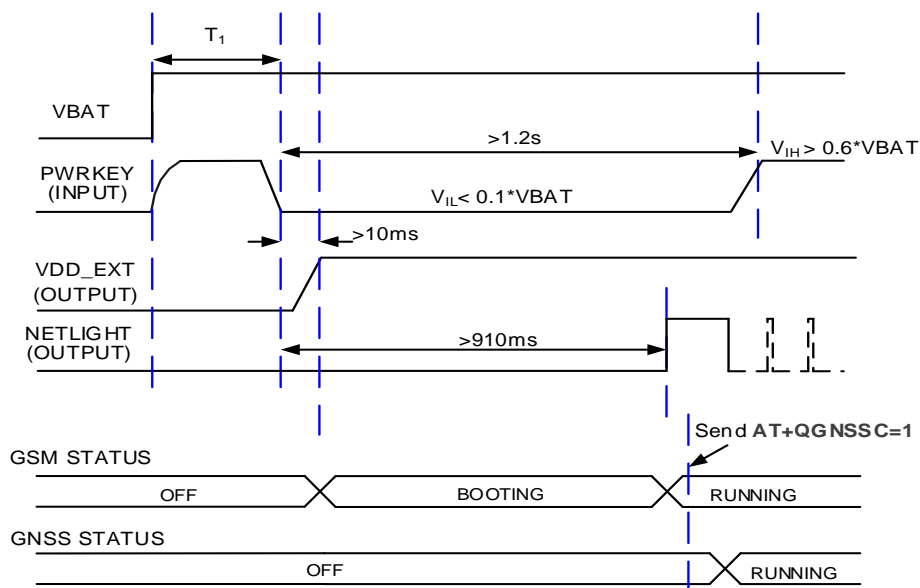 T₁
VBAT
>1.2s
VIH > 0.6*VBAT
PWRKEY
(INPUT)
VIL< 0.1*VBAT
>10ms
VDD_EXT
(OUTPUT)
NETLIGHT
(OUTPUT)
>910ms
Send AT+QGNSSC=1
GSM STATUS
OFF
BOOTING
RUNNING
GNSS STATUS
OFF
RUNNING